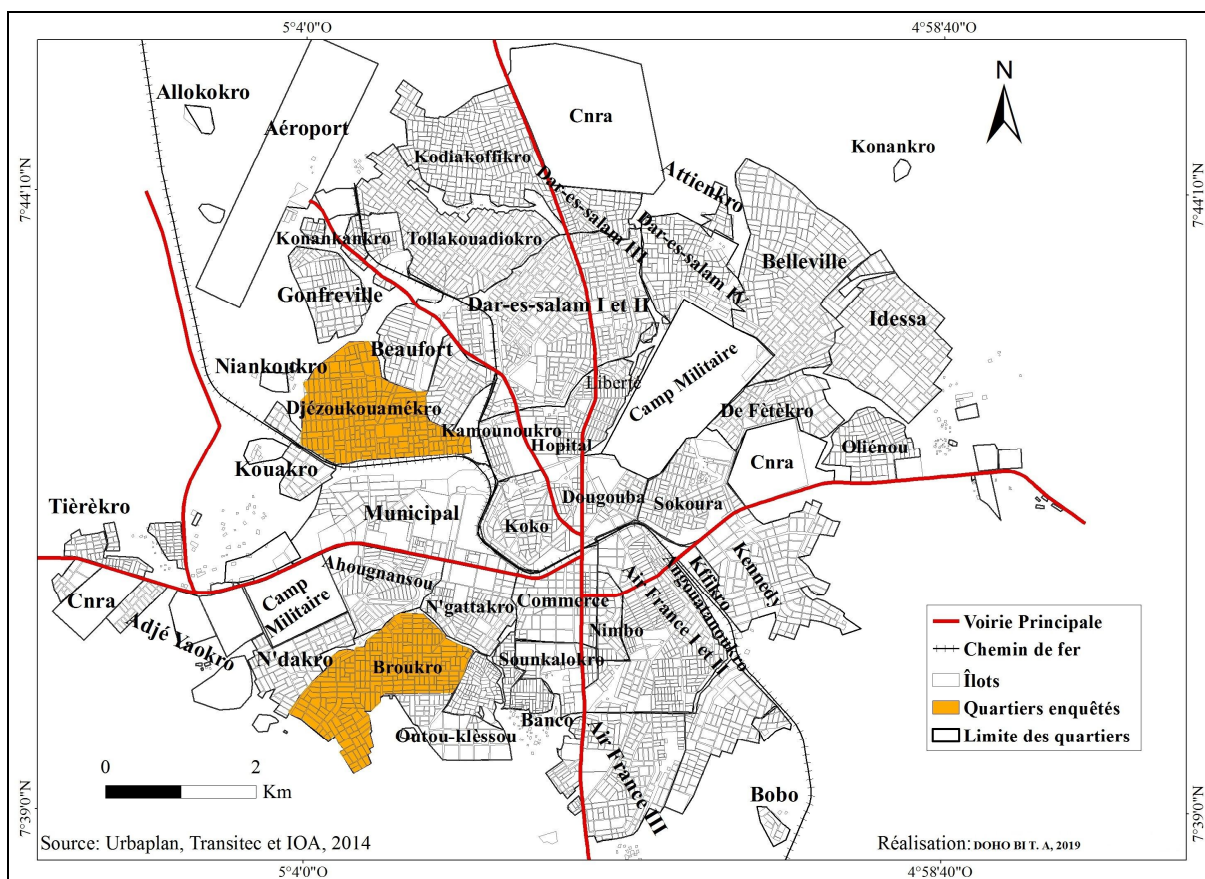 5°4'0"O
4°58'40"O
N
Allokokro
Aéroport
Cnra
Kodiakoffikro
Konankro
Attienkro
7°44'10"N
7°44'10"N
Dar-es-salam III
Konankankro
Tollakouadiokro
Dar-es-salam IV
Belleville
Gonfreville
Dar-es-salam I et II
Idessa
Beaufort
Niankoukro
Camp Militaire
Liberté
Djézoukouamékro
De Fètèkro
Kamounoukro
Hopital
Oliénou
Kouakro
Cnra
Dougouba
Sokoura
Tièrèkro
Municipal
Koko
Kennedy
Ahougnansou
Kffikro
Cnra
Camp
Militaire
N'gattakro
Commerce
Air France I et II
Adjé Yaokro
Nimbo
N'dakro
Broukro
Sounkalokro
Banco
Outou-klèssou
Air France III
Bobo
Voirie Principale
Chemin de fer
Îlots
Quartiers enquêtés
Limite des quartiers
0
2
Km
7°39'0"N
7°39'0"N
Source: Urbaplan, Transitec et IOA, 2014
Réalisation: DOHO BI T. A, 2019
5°4'0"O
4°58'40"O